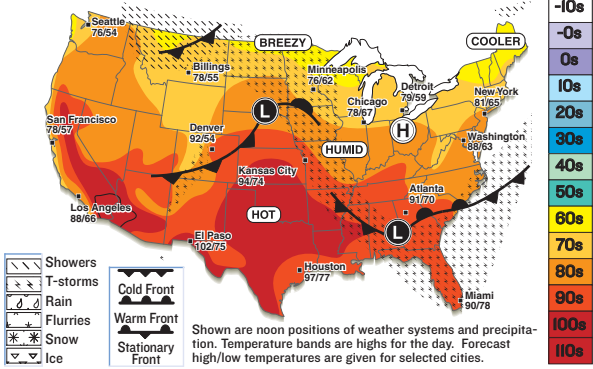 Seattle
76/54
BREEZY
COOLER
Billings
78/55
Minneapolis
76/62
Detroit
79/59
Chicago
78/67
New York
81/65
San Francisco
78/57
Denver
92/54
L
H
HUMID
Washington
88/63
Kansas City
94/74
Atlanta
91/70
Los Angeles
88/66
HOT
El Paso
102/75
L
Houston
97/77
Miami
90/78
-10s
-0s
0s
10s
20s
30s
40s
50s
60s
70s
80s
90s
100s
110s
Showers
T-storms
Rain
Flurries
Snow
Ice
Cold Front
Warm Front
Stationary
Front
Shown are noon positions of weather systems and precipita-
tion. Temperature bands are highs for the day. Forecast
high/low temperatures are given for selected cities.